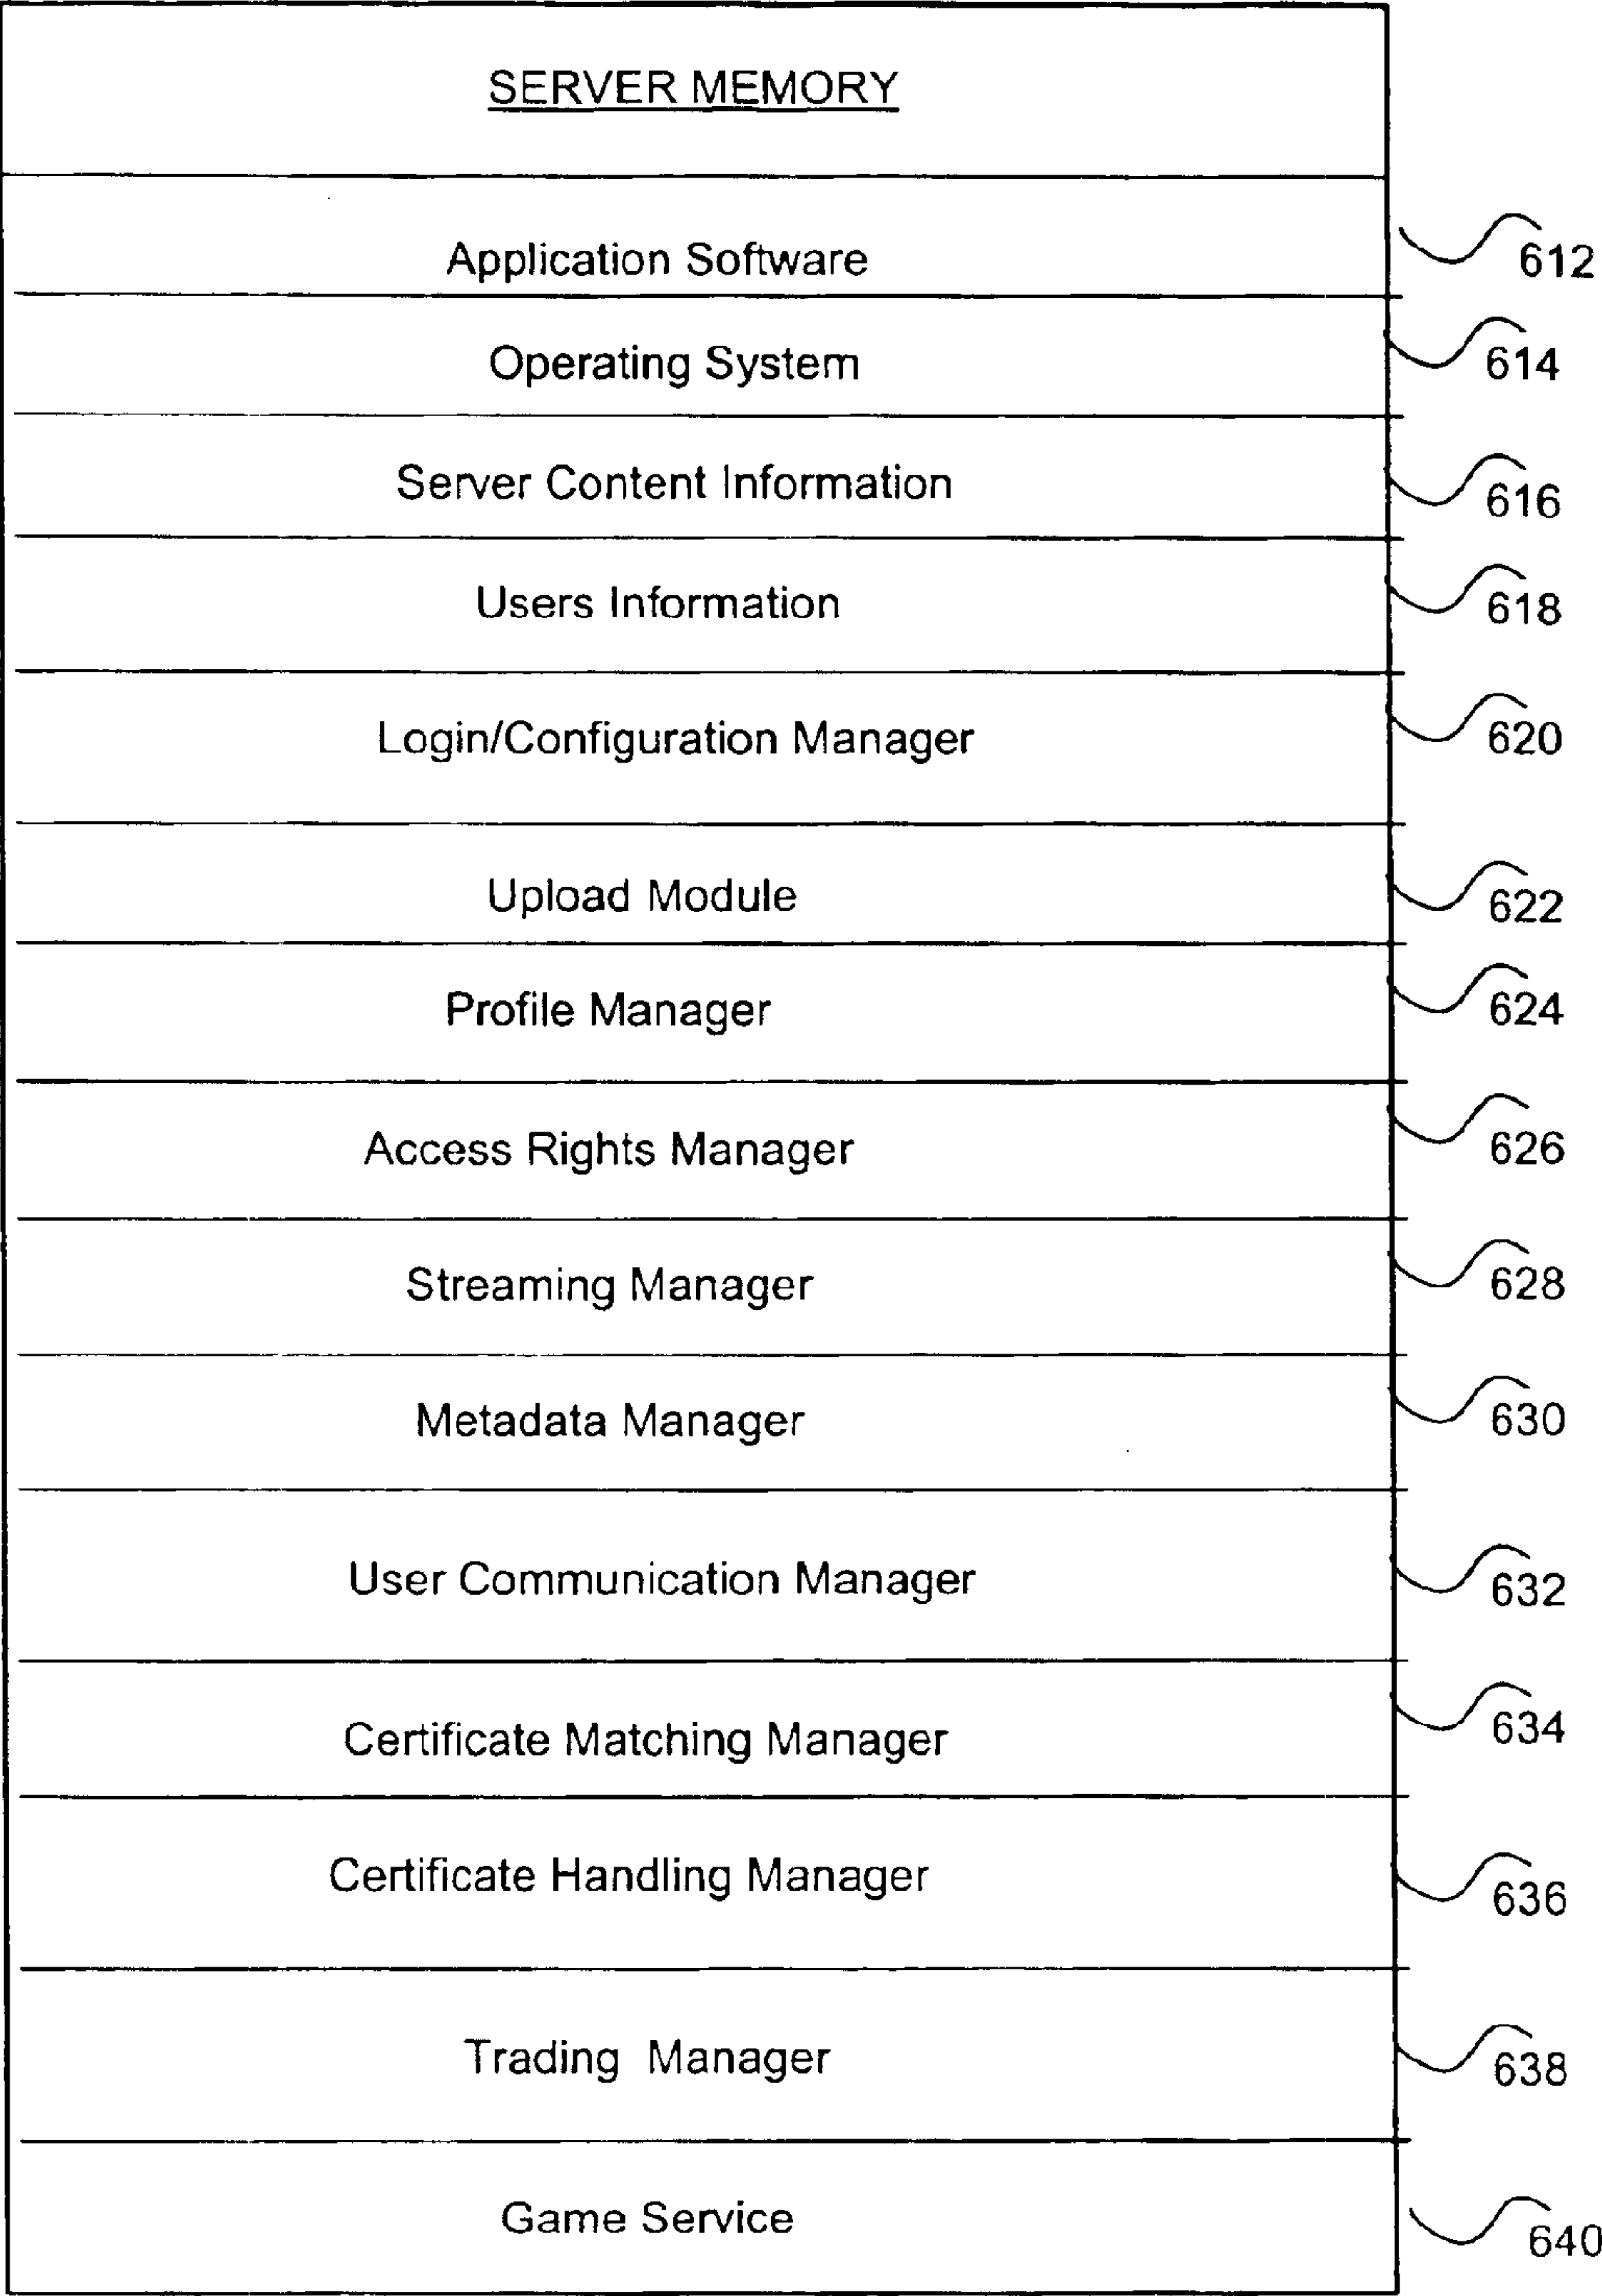 SERVER MEMORY
Application Software 612
Operating System 614
Server Content Information 616
Users Information 618
Login/Configuration Manager 620
Upload Module 622
Profile Manager 624
Access Rights Manager 626
Streaming Manager 628
Metadata Manager 630
User Communication Manager 632
Certificate Matching Manager 634
Certificate Handling Manager 636
Trading Manager 638
Game Service 640